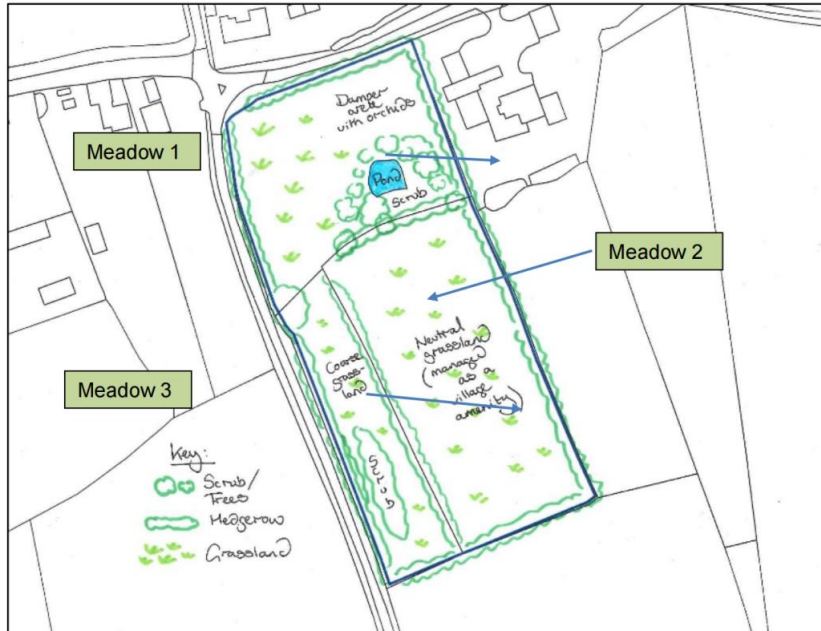 Damper
area
with orchids
Meadow 1
Pond
Scrub
Meadow 2
Neutral
grassland
(managed
as a
village
amenity)
Coarse
grass-
land
Meadow 3
Scrub
Key:
Scrub/
Trees
Hedgerow
Grassland